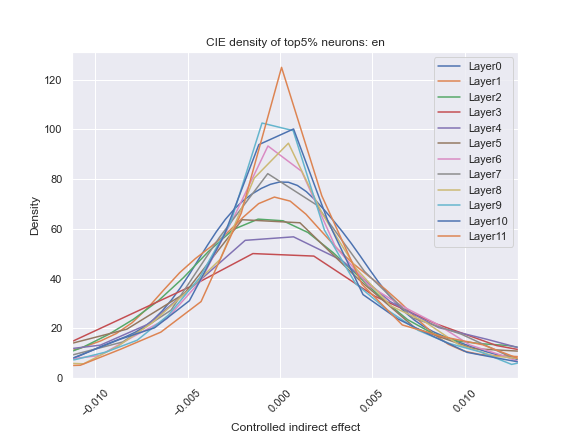 CIE density of top5% neurons: en
Density
120
100
80
60
40
20
0
-0.010
-0.005
0.000
0.005
0.010
Controlled indirect effect
Layer0
Layer1
Layer2
Layer3
Layer4
Layer5
Layer6
Layer7
Layer8
Layer9
Layer10
Layer11